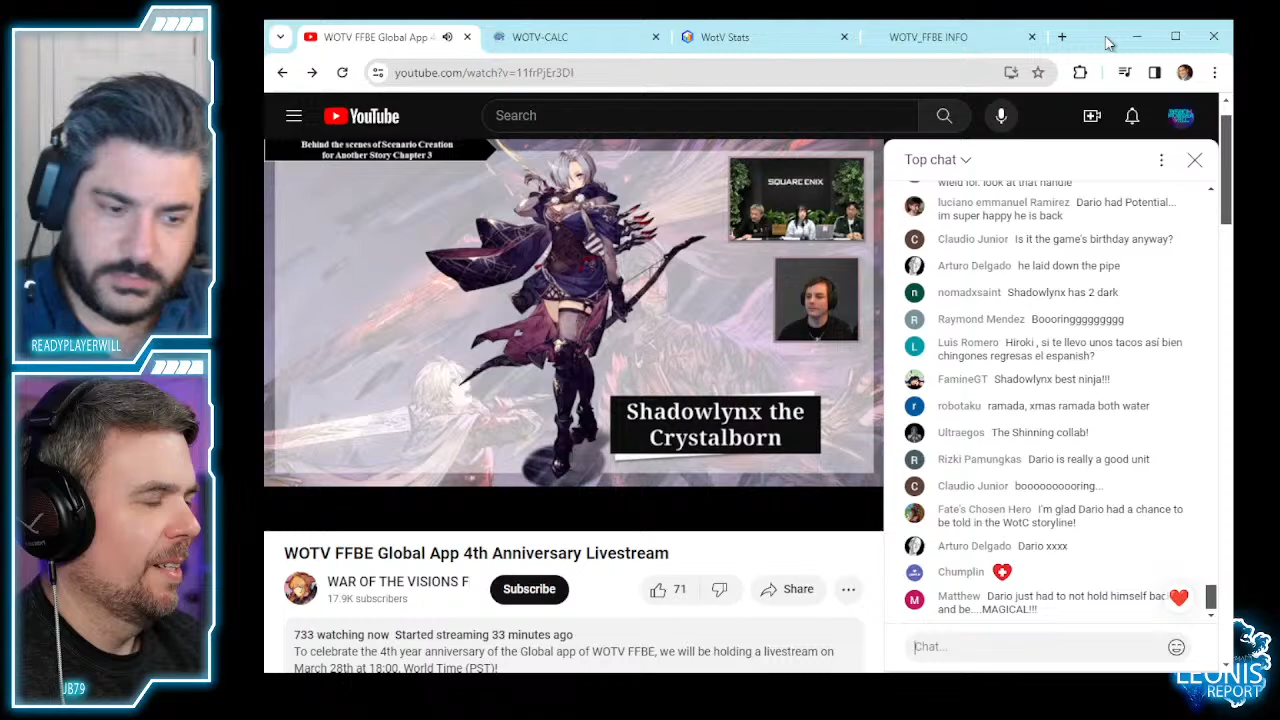 WOTV FFBE Global App 4
WOTV-CALC
WotV Stats
WOTV_FFBE INFO
youtube.com/watch?v=11frPjEr3DI
YouTube
Search
Behind the scenes of Scenario Creation
for Another Story Chapter 3
SQUARE ENIX
Shadowlynx the
Crystalborn
Top chat
wield lol. look at that handle
luciano emmanuel Ramirez Dario had Potential...
im super happy he is back
Claudio Junior Is it the game's birthday anyway?
Arturo Delgado he laid down the pipe
nomadxsaint Shadowlynx has 2 dark
Raymond Mendez Boooringgggggggg
Luis Romero Hiroki , si te llevo unos tacos así bien
chingones regresas el espanish?
FamineGT Shadowlynx best ninja!!!
robotaku ramada, xmas ramada both water
Ultraegos The Shinning collab!
Rizki Pamungkas Dario is really a good unit
Claudio Junior boooooooooring...
Fate's Chosen Hero I'm glad Dario had a chance to
be told in the WotC storyline!
Arturo Delgado Dario xxxx
Chumplin
Matthew Dario just had to not hold himself bac
and be....MAGICAL!!!
Chat...
WOTV FFBE Global App 4th Anniversary Livestream
WAR OF THE VISIONS F
17.9K subscribers
Subscribe
71
Share
733 watching now Started streaming 33 minutes ago
To celebrate the 4th year anniversary of the Global app of WOTV FFBE, we will be holding a livestream on
March 28th at 18:00, World Time (PST)!
READYPLAYERWILL
JB79
LEONIS
REPORT